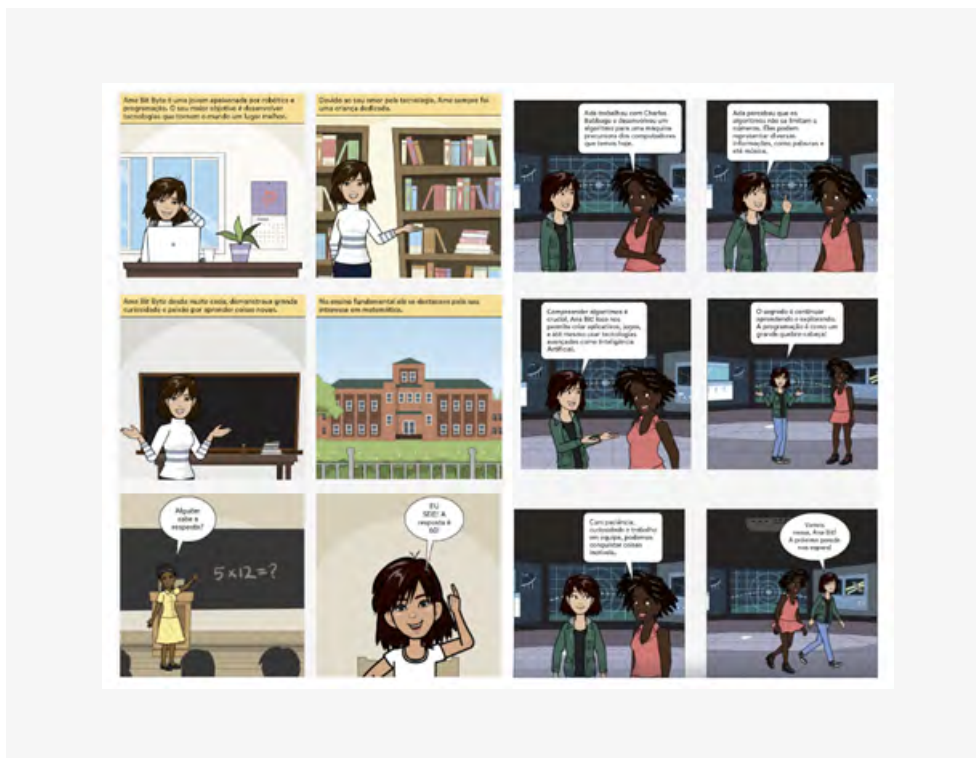 Ana Bit Byte é uma jovem apaixonada por robótica e
programação. O seu maior objetivo é desenvolver
tecnologias que tornem o mundo um lugar melhor.
Devido ao seu amor pela tecnologia, Ana sempre foi
uma criança dedicada.
Ana Bit Byte desde muito cedo, demonstrava grande
curiosidade e paixão por aprender coisas novas.
No ensino fundamental ela se destacava pelo seu
interesse em matemática.
Alguém
sabe a
resposta?
5x12=?
EU
SEI! A
resposta é
60!
Ada trabalhou com Charles
Babbage e desenvolveu um
algoritmo para uma máquina
precursora dos computadores
que temos hoje.
Ada percebeu que os
algoritmos não se limitam a
números. Eles podem
representar diversas
informações, como palavras e
até música.
Compreender algoritmos é
crucial, Ana Bit! Isso nos
permite criar aplicativos, jogos,
e até mesmo usar tecnologias
avançadas como Inteligência
Artificial.
O segredo é continuar
aprendendo e explorando.
A programação é como um
grande quebra-cabeça!
Com paciência,
curiosidade e trabalho
em equipe, podemos
conquistar coisas
incríveis.
Vamos
nessa, Ana Bit!
A próxima parada
nos espera!